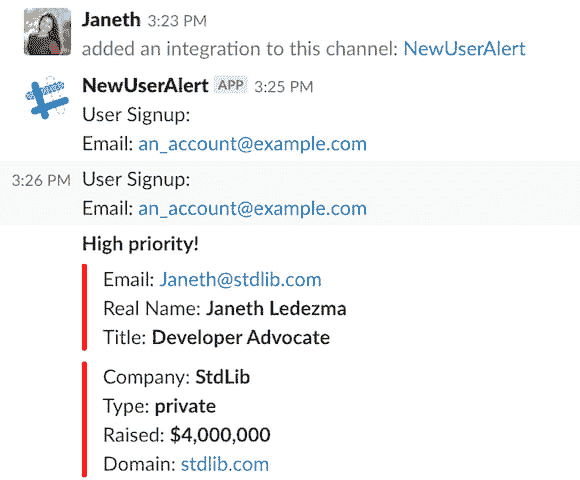 Janeth 3:23 PM
added an integration to this channel: NewUserAlert
NewUserAlert APP 3:25 PM
User Signup:
Email: an_account@example.com
3:26 PM User Signup:
Email: an_account@example.com
High priority!
Email: Janeth@stdlib.com
Real Name: Janeth Ledezma
Title: Developer Advocate
Company: StdLib
Type: private
Raised: $4,000,000
Domain: stdlib.com